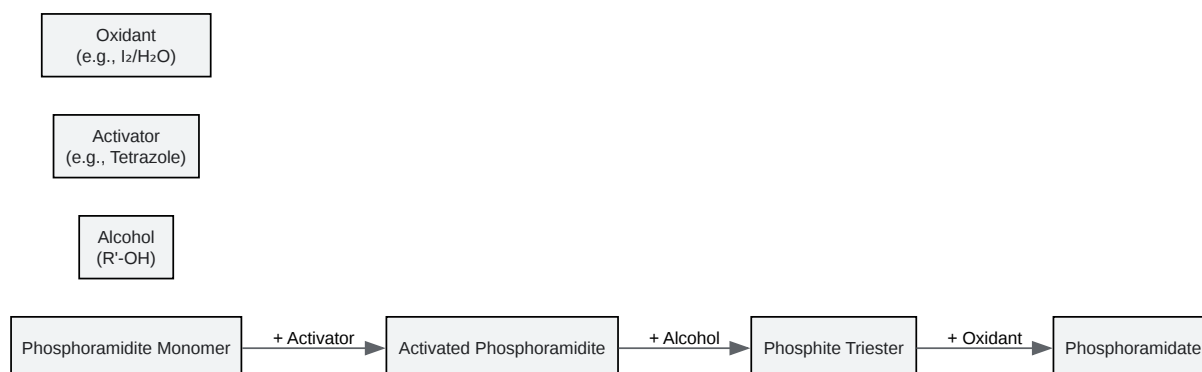 Oxidant
(e.g., I₂/H₂O)
Activator
(e.g., Tetrazole)
Alcohol
(R'-OH)
Phosphoramidite Monomer
+ Activator
Activated Phosphoramidite
+ Alcohol
Phosphite Triester
+ Oxidant
Phosphoramidate